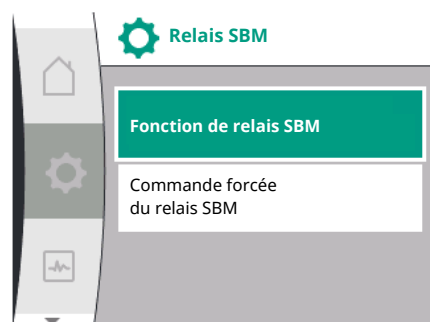 Relais SBM
Fonction de relais SBM
Commande forcée
du relais SBM